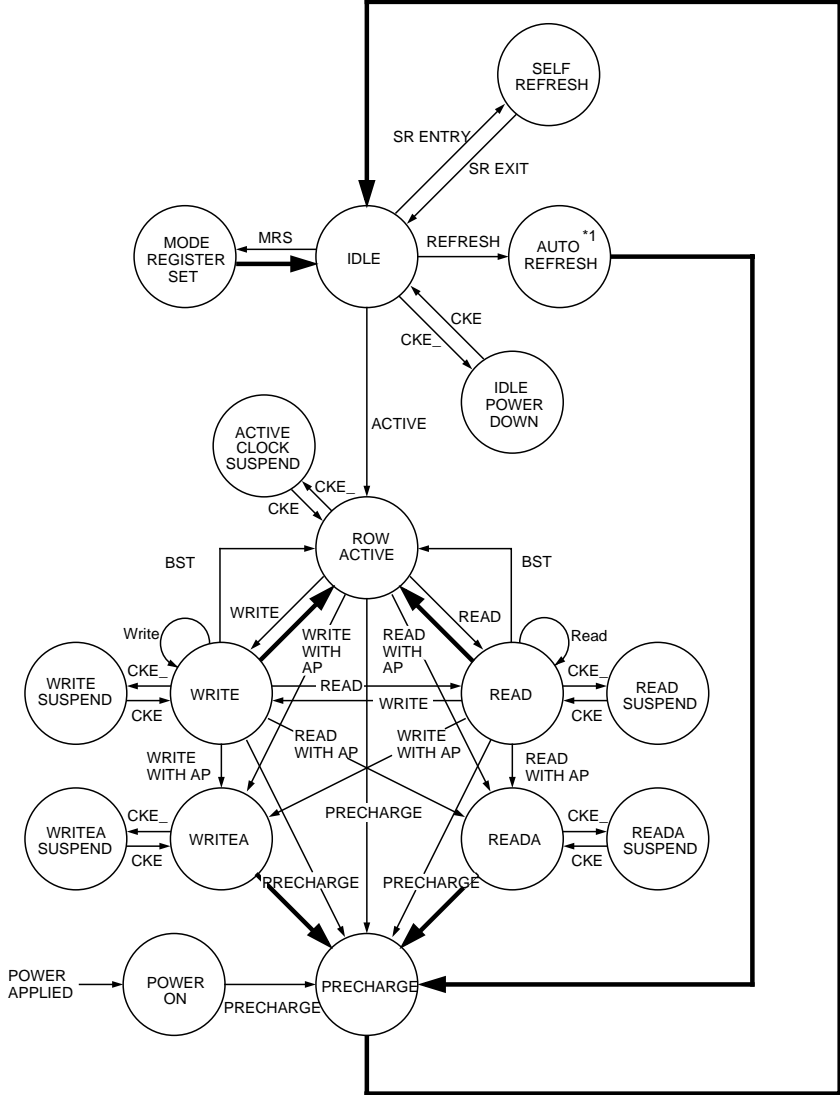 SELF
REFRESH
SR ENTRY
SR EXIT
MODE
REGISTER
SET
MRS
IDLE
REFRESH
AUTO *1
REFRESH
CKE
CKE_
IDLE
POWER
DOWN
ACTIVE
ACTIVE
CLOCK
SUSPEND
CKE_
CKE
ROW
ACTIVE
BST
BST
WRITE
READ
Write
WRITE
WITH
AP
READ
WITH
AP
Read
WRITE
SUSPEND
CKE_
CKE
WRITE
READ
WRITE
READ
CKE_
CKE
READ
SUSPEND
WRITE
WITH AP
READ
WITH AP
WRITE
WITH AP
READ
WITH AP
WRITEA
SUSPEND
CKE_
CKE
WRITEA
PRECHARGE
READA
CKE_
CKE
READA
SUSPEND
PRECHARGE
PRECHARGE
POWER
APPLIED
POWER
ON
PRECHARGE
PRECHARGE